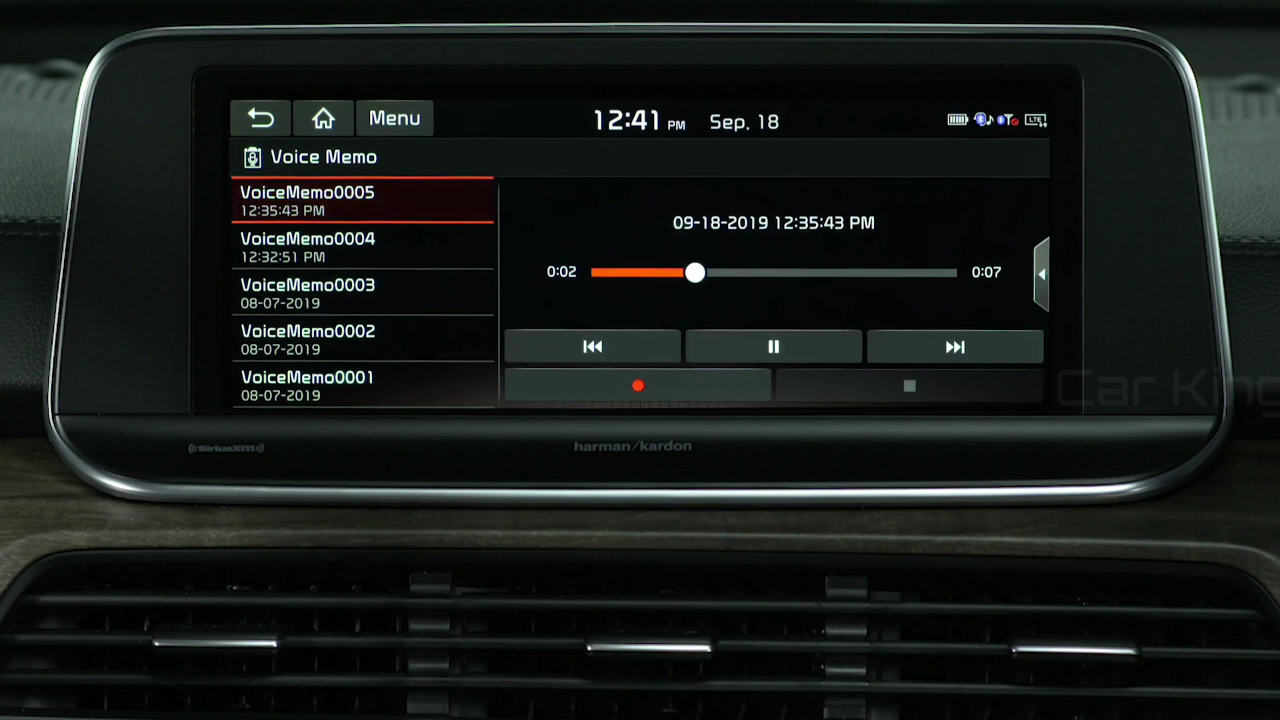 Menu
12:41 PM Sep. 18
LTE
Voice Memo
VoiceMemo0005
12:35:43 PM
VoiceMemo0004
12:32:51 PM
VoiceMemo0003
08-07-2019
VoiceMemo0002
08-07-2019
VoiceMemo0001
08-07-2019
09-18-2019 12:35:43 PM
0:02
0:07
Car King
((SiriusXM))
harman/kardon